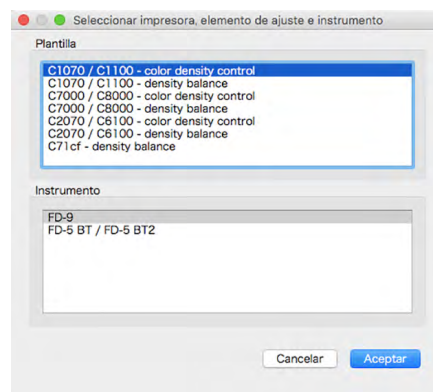 Seleccionar impresora, elemento de ajuste e instrumento
Plantilla
C1070 / C1100 - color density control
C1070 / C1100 - density balance
C7000 / C8000 - color density control
C7000 / C8000 - density balance
C2070 / C6100 - color density control
C2070 / C6100 - density balance
C71cf - density balance
Instrumento
FD-9
FD-5 BT / FD-5 BT2
Cancelar
Aceptar